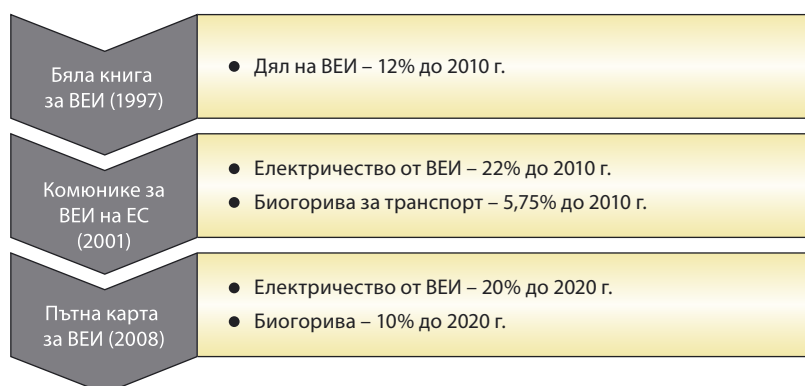 Бяла книга
за ВЕИ (1997)
● Дял на ВЕИ – 12% до 2010 г.
Комюнике за
ВЕИ на ЕС
(2001)
● Електричество от ВЕИ – 22% до 2010 г.
● Биогорива за транспорт – 5,75% до 2010 г.
Пътна карта
за ВЕИ (2008)
● Електричество от ВЕИ – 20% до 2020 г.
● Биогорива – 10% до 2020 г.